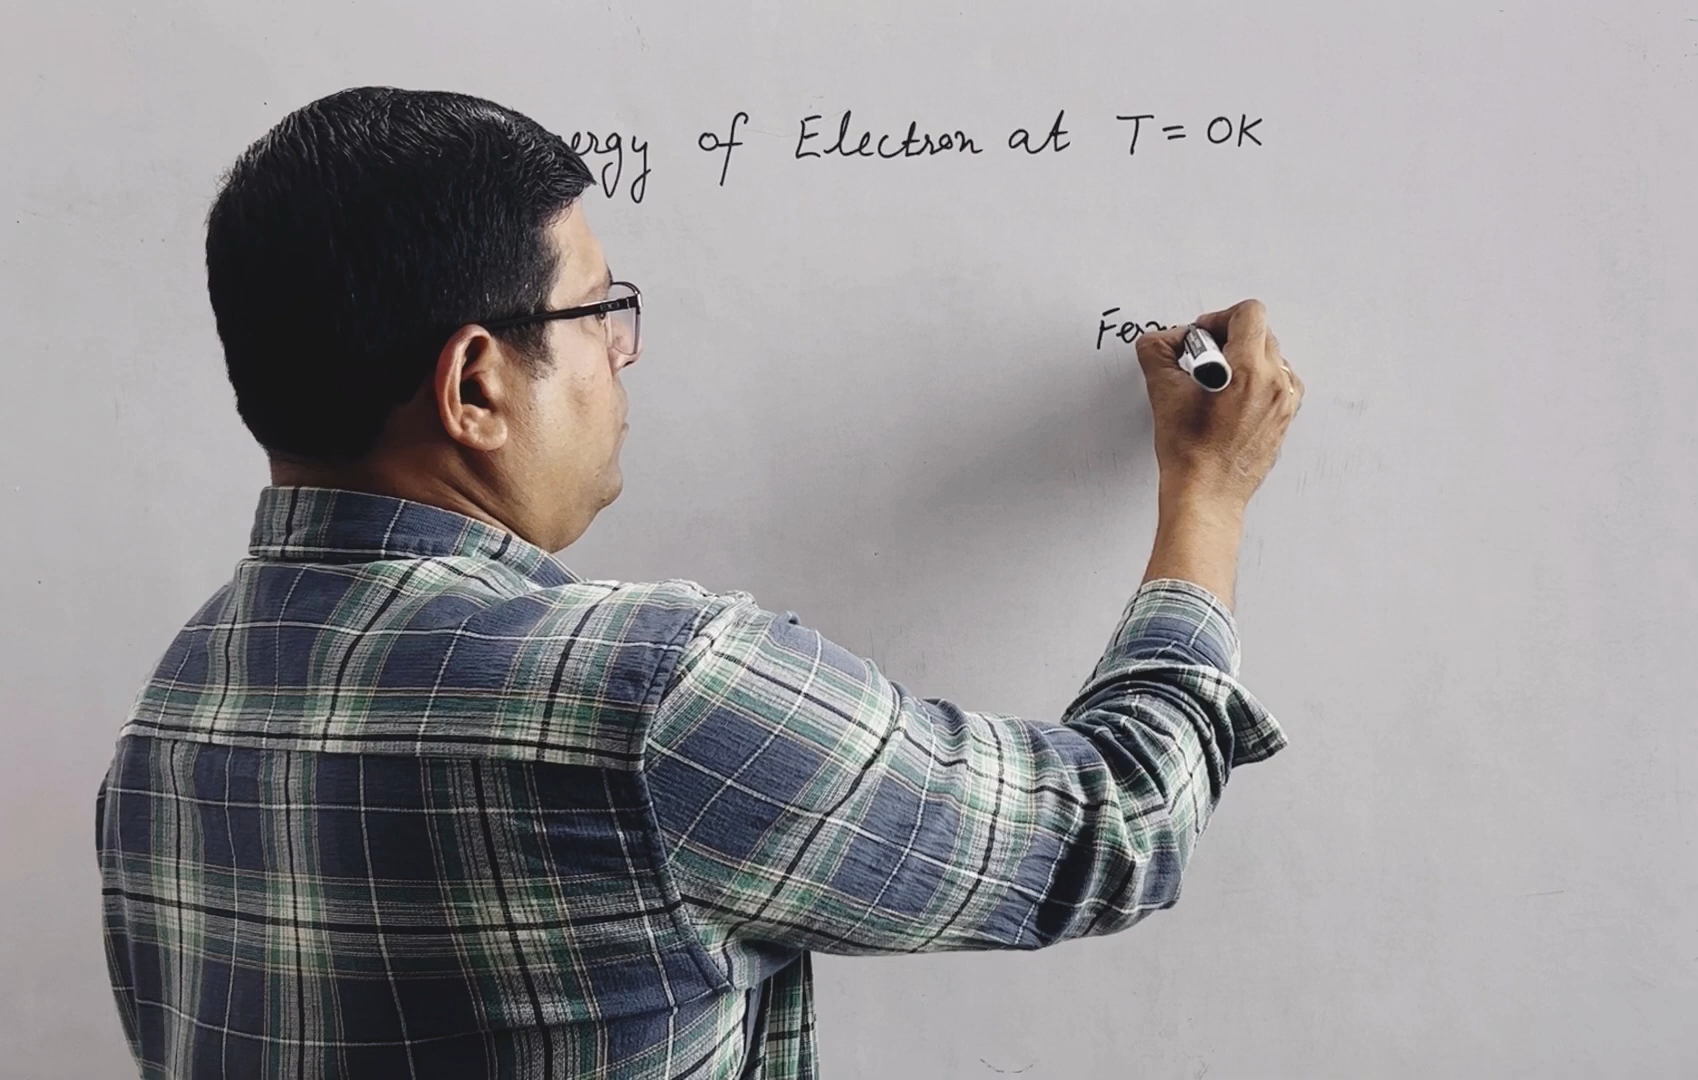 ergy of Electron at T = 0K
Fer